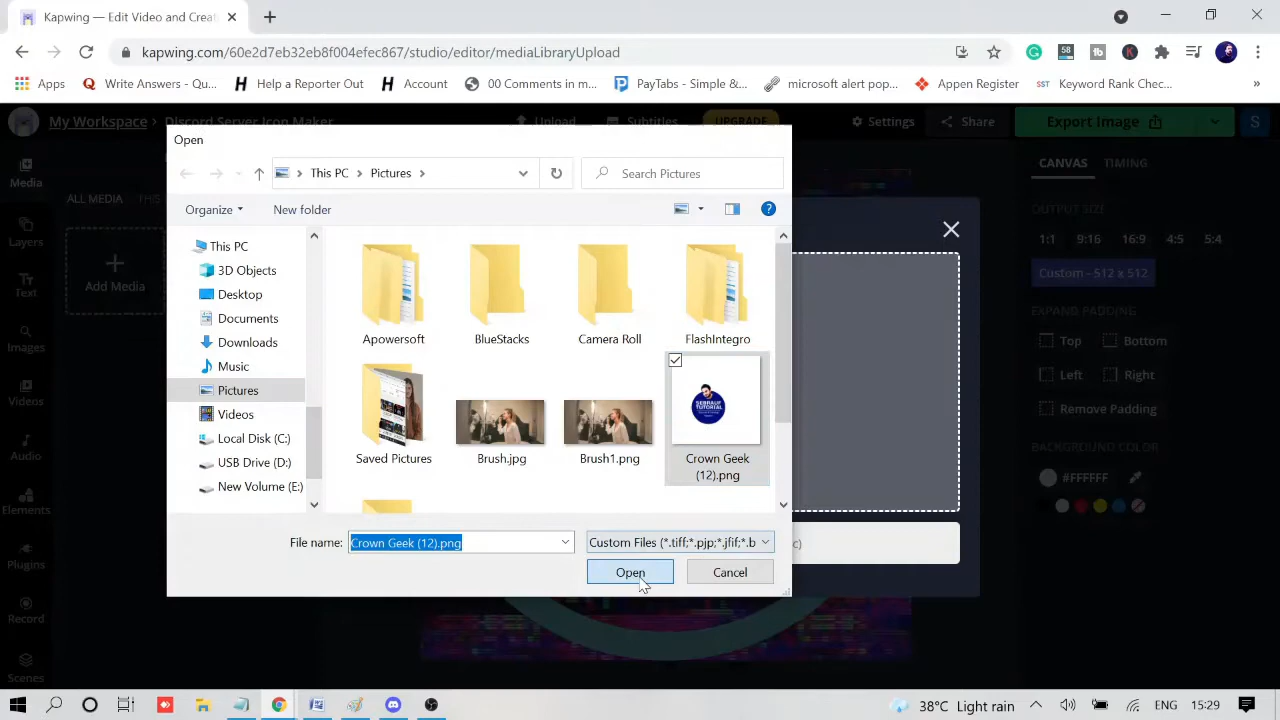 Kapwing — Edit Video and Creat
kapwing.com/60e2d7eb32eb8f004efec867/studio/editor/mediaLibraryUpload
58
tb
K
Apps
Write Answers - Qu...
Help a Reporter Out
Account
00 Comments in m...
PayTabs - Simple &...
microsoft alert pop...
Appen Register
SST
Keyword Rank Chec...
»
My Workspace
Discord Server Icon Maker
Upload
Subtitles
UPGRADE
Settings
Share
Export Image
S
Open
This PC
Pictures
Search Pictures
Organize
New folder
Media
Layers
Text
Images
Videos
Audio
Elements
Plugins
Record
Scenes
ALL MEDIA
THIS
Add Media
This PC
3D Objects
Desktop
Documents
Downloads
Music
Pictures
Videos
Local Disk (C:)
USB Drive (D:)
New Volume (E:)
Apowersoft
BlueStacks
Camera Roll
FlashIntegro
SEBRAUF
TUTORIAL
Saved Pictures
Brush.jpg
Brush1.png
Crown Geek
(12).png
File name:
Crown Geek (12).png
Custom Files (*.tiff;*.pjp;*.jfif;*.b
Open
Cancel
c)
CANVAS
TIMING
OUTPUT SIZE
1:1
9:16
16:9
4:5
5:4
Custom - 512 x 512
EXPAND PADDING
Top
Bottom
Left
Right
Remove Padding
BACKGROUND COLOR
#FFFFFF
38°C Light rain
ENG
15:29